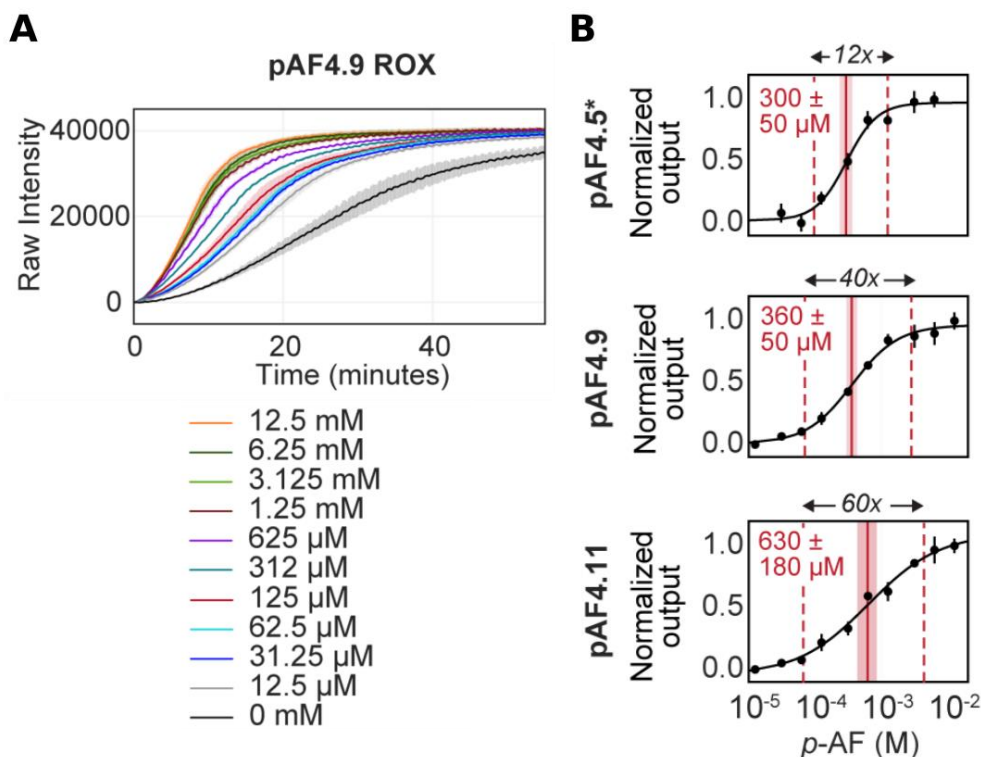 A
pAF4.9 ROX
Raw Intensity
40000
20000
0
0 20 40
Time (minutes)
12.5 mM
6.25 mM
3.125 mM
1.25 mM
625 µM
312 µM
125 µM
62.5 µM
31.25 µM
12.5 µM
0 mM
B
12x
pAF4.5*
Normalized
output
1.0
0.5
0.0
300 ±
50 µM
40x
pAF4.9
Normalized
output
1.0
0.5
0.0
360 ±
50 µM
60x
pAF4.11
Normalized
output
1.0
0.5
0.0
630 ±
180 µM
10⁻⁵ 10⁻⁴ 10⁻³ 10⁻²
p-AF (M)